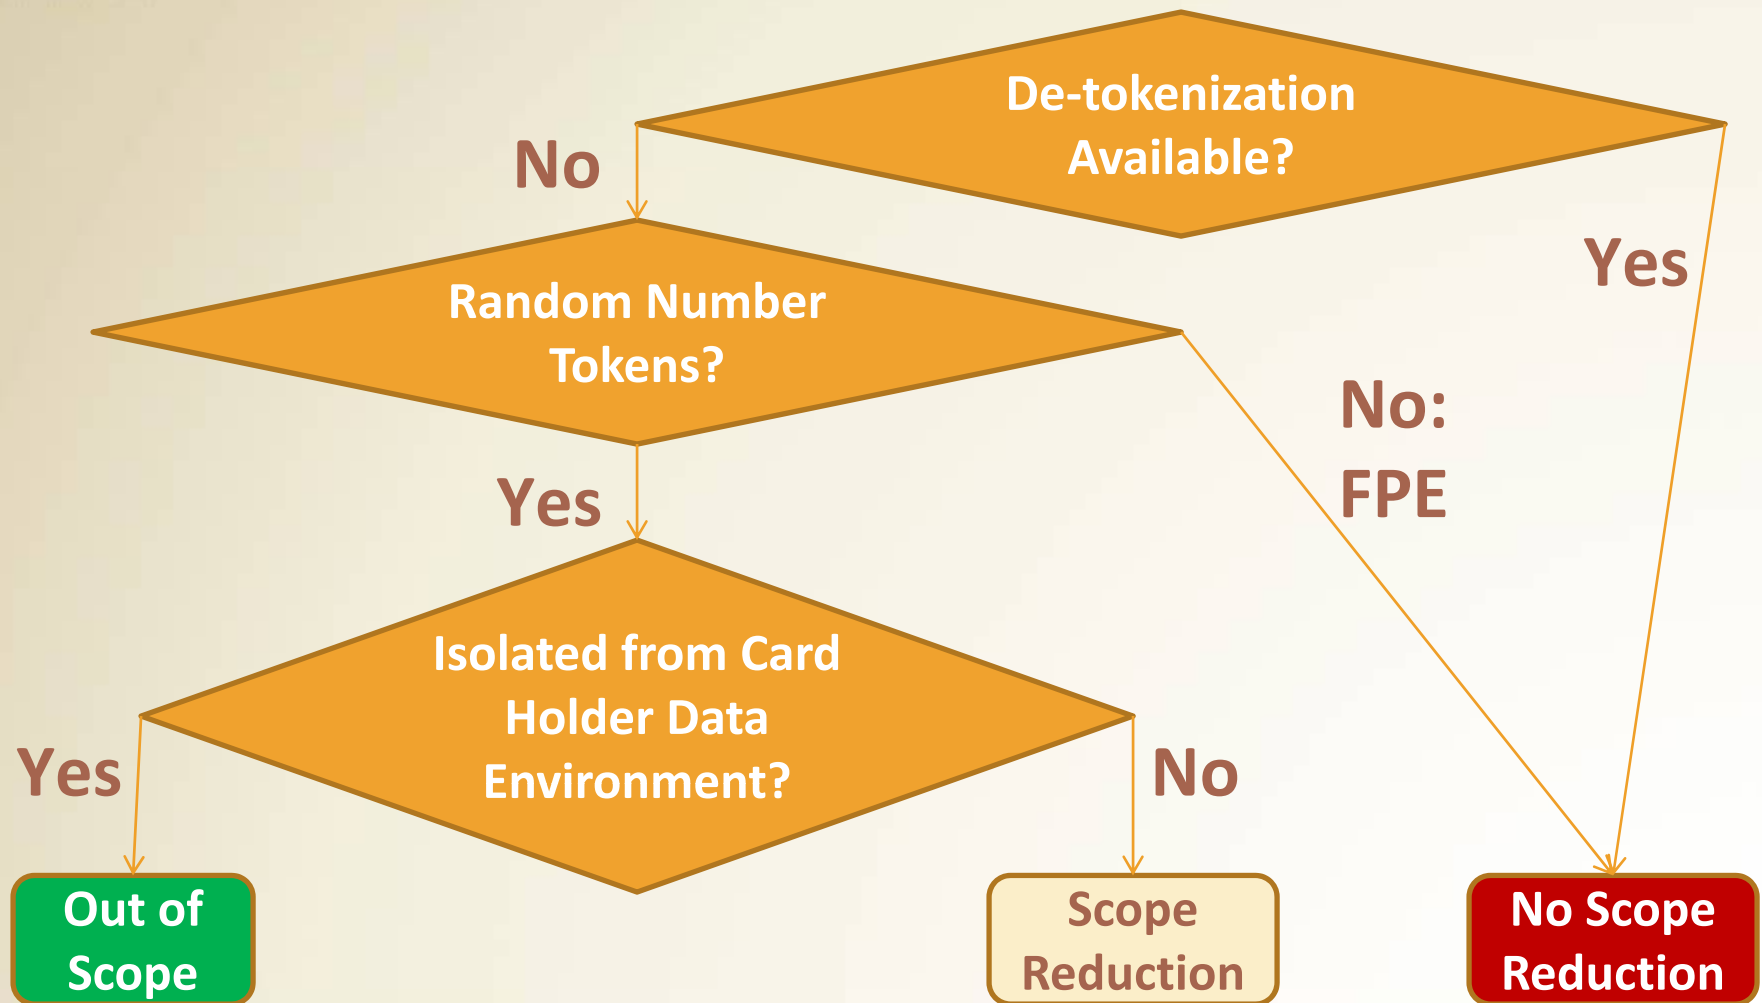 De-tokenization
Available?
No
Yes
Random Number
Tokens?
No:
FPE
Yes
Isolated from Card
Holder Data
Environment?
Yes
No
Out of
Scope
Scope
Reduction
No Scope
Reduction